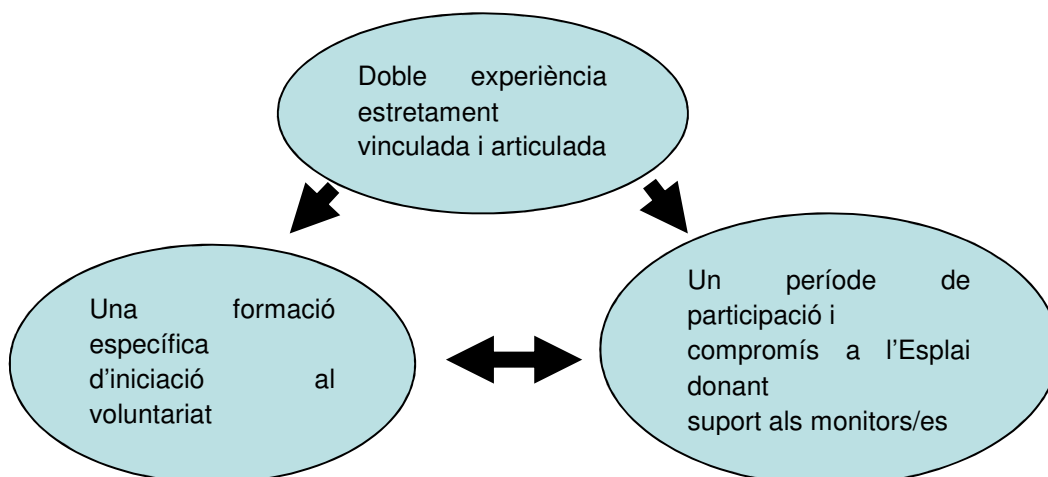 Doble experiència
estretament
vinculada i articulada
Una formació
específica
d'iniciació al
voluntariat
Un període de
participació i
compromís a l'Esplai
donant
suport als monitors/es